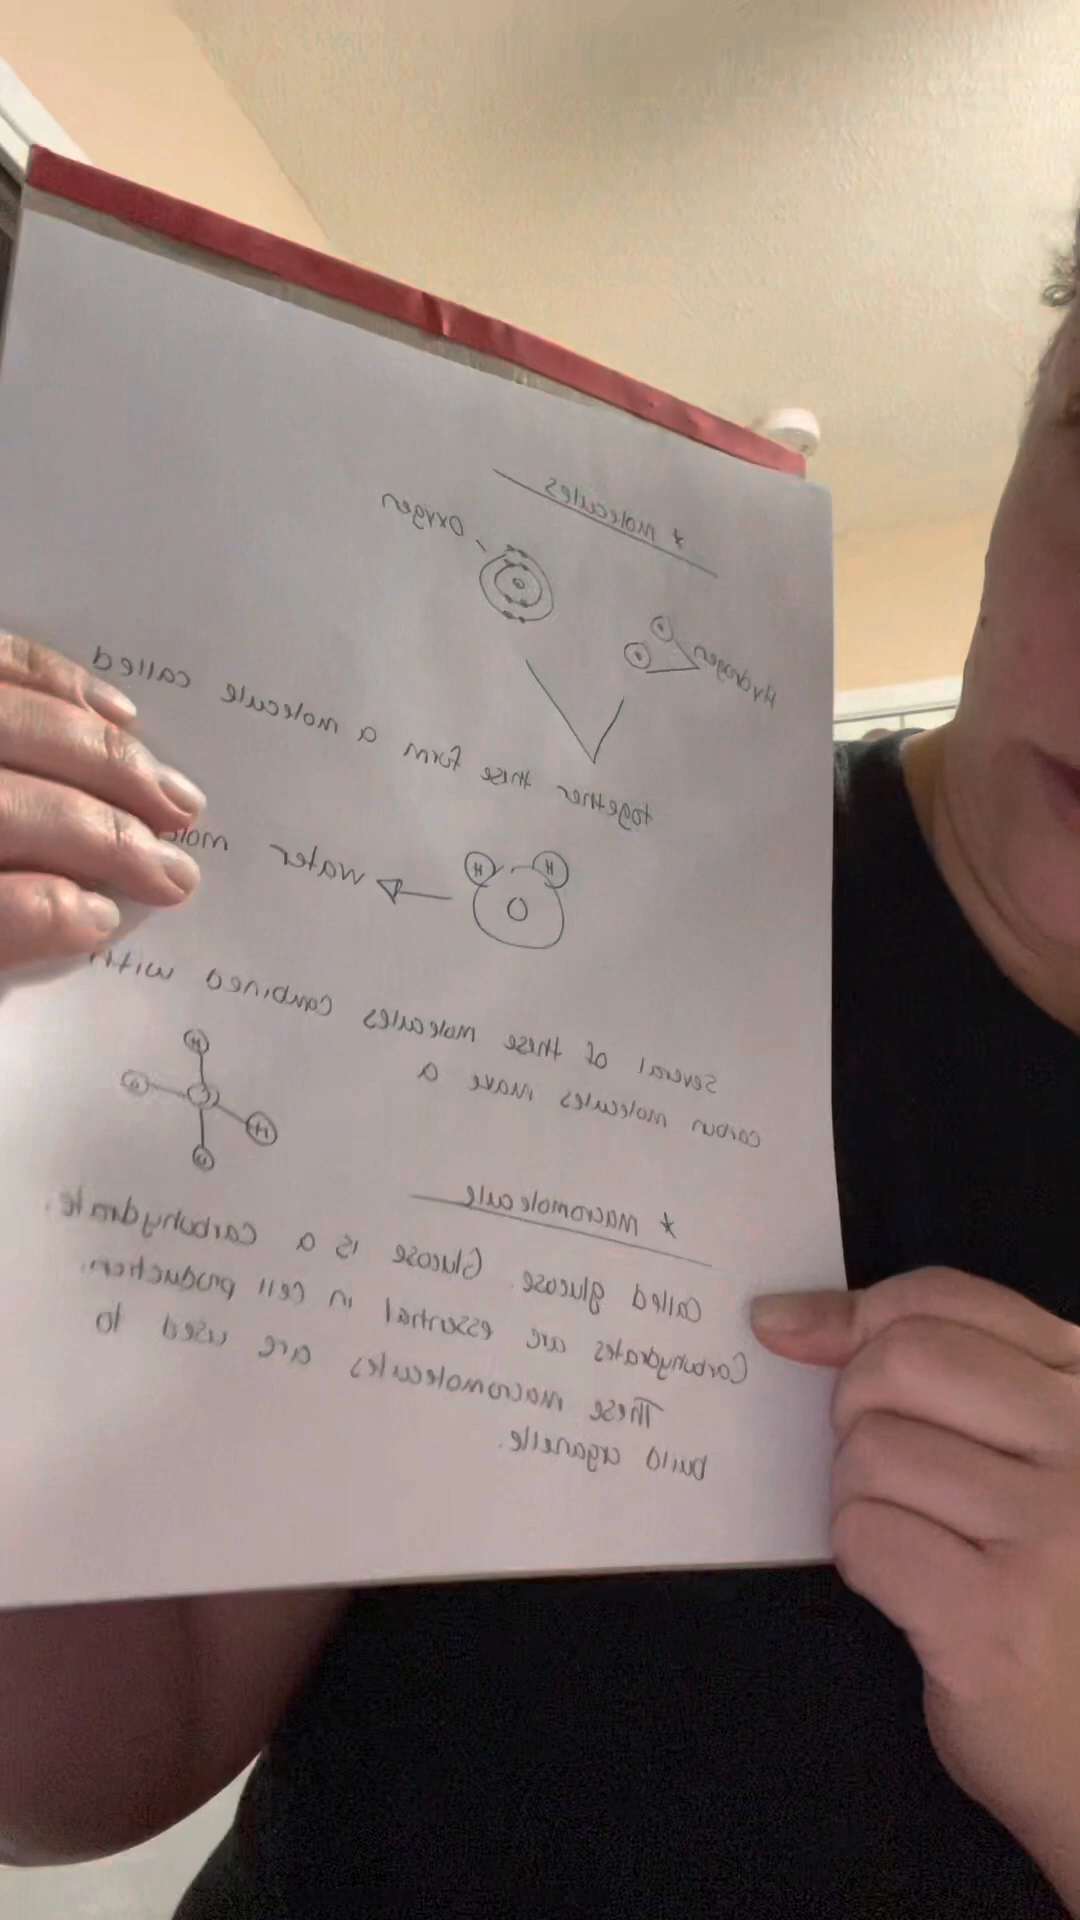 * molecules
Oxygen
Hydrogen
together these form a molecule called
H H
O
water
Several of these molecules combined with
carbon molecules make a
H
C
H
* macromolecule
Called glucose. Glucose is a carbohydrate.
Carbohydrates are essential in cell production.
These macromolecules are used to
build organelle.